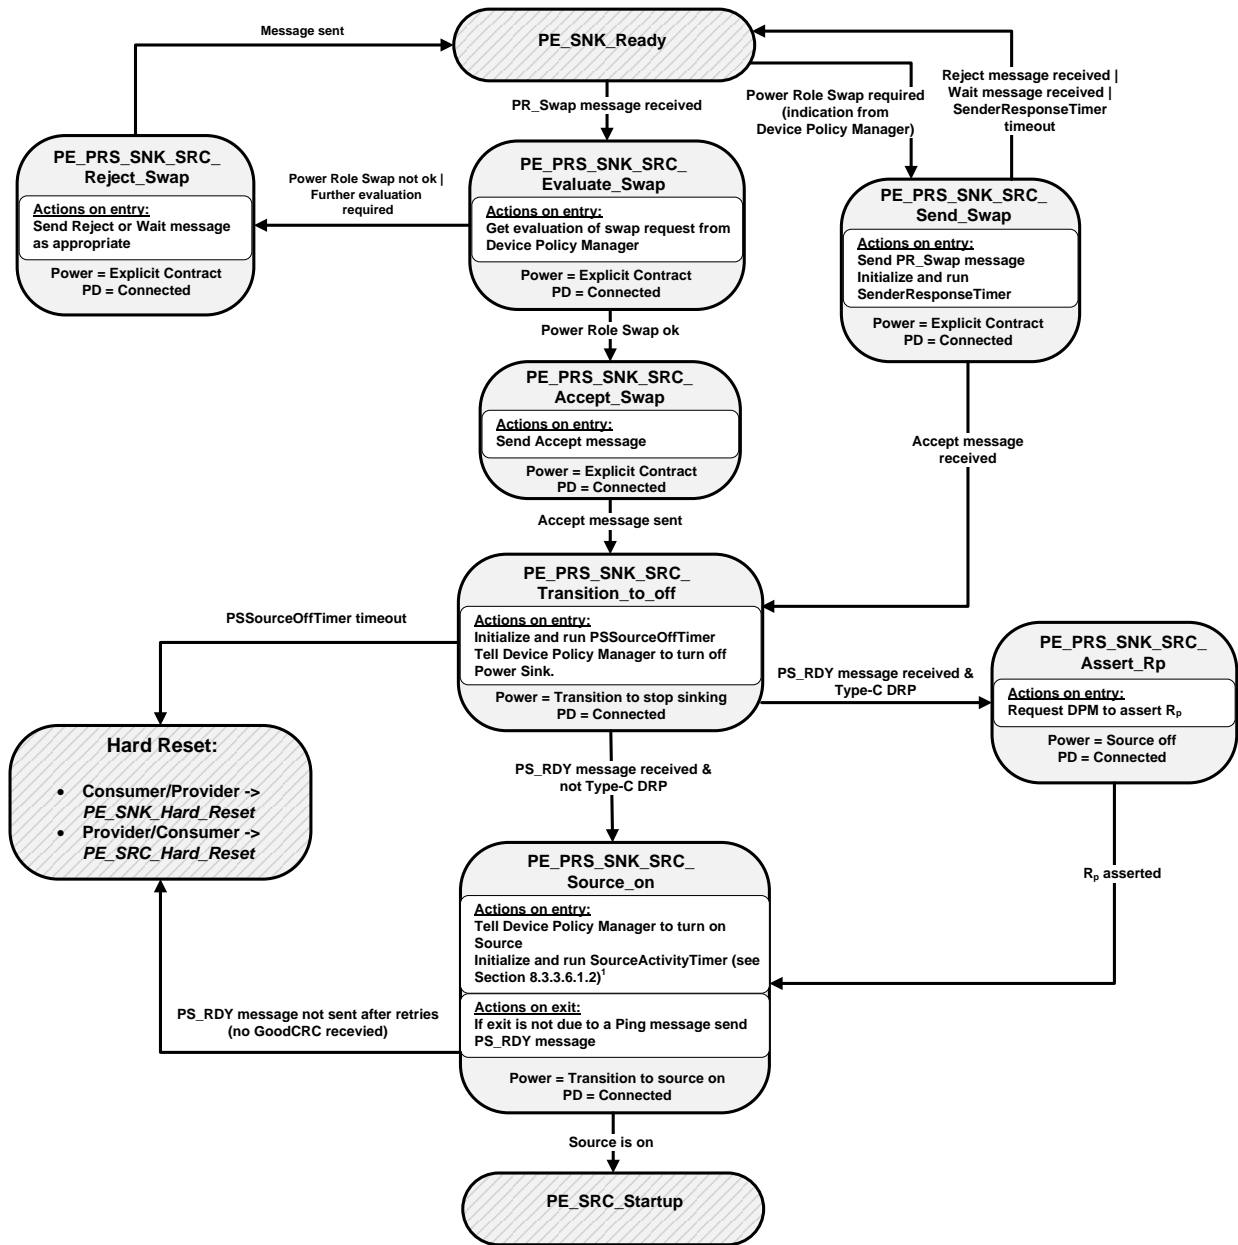 Message sent
PE_SNK_Ready
PR_Swap message received
Power Role Swap required
(indication from
Device Policy Manager)
Reject message received |
Wait message received |
SenderResponseTimer
timeout
PE_PRS_SNK_SRC_
Reject_Swap
Actions on entry:
Send Reject or Wait message
as appropriate
Power = Explicit Contract
PD = Connected
Power Role Swap not ok |
Further evaluation
required
PE_PRS_SNK_SRC_
Evaluate_Swap
Actions on entry:
Get evaluation of swap request from
Device Policy Manager
Power = Explicit Contract
PD = Connected
PE_PRS_SNK_SRC_
Send_Swap
Actions on entry:
Send PR_Swap message
Initialize and run
SenderResponseTimer
Power = Explicit Contract
PD = Connected
Power Role Swap ok
PE_PRS_SNK_SRC_
Accept_Swap
Actions on entry:
Send Accept message
Power = Explicit Contract
PD = Connected
Accept message
received
Accept message sent
PE_PRS_SNK_SRC_
Transition_to_off
Actions on entry:
Initialize and run PSSourceOffTimer
Tell Device Policy Manager to turn off
Power Sink.
Power = Transition to stop sinking
PD = Connected
PSSourceOffTimer timeout
PS_RDY message received &
Type-C DRP
PE_PRS_SNK_SRC_
Assert_Rp
Actions on entry:
Request DPM to assert Rp
Power = Source off
PD = Connected
Hard Reset:
• Consumer/Provider ->
PE_SNK_Hard_Reset
• Provider/Consumer ->
PE_SRC_Hard_Reset
PS_RDY message received &
not Type-C DRP
PE_PRS_SNK_SRC_
Source_on
Actions on entry:
Tell Device Policy Manager to turn on
Source
Initialize and run SourceActivityTimer (see
Section 8.3.3.6.1.2)1
Actions on exit:
If exit is not due to a Ping message send
PS_RDY message
Power = Transition to source on
PD = Connected
Rp asserted
PS_RDY message not sent after retries
(no GoodCRC recevied)
Source is on
PE_SRC_Startup